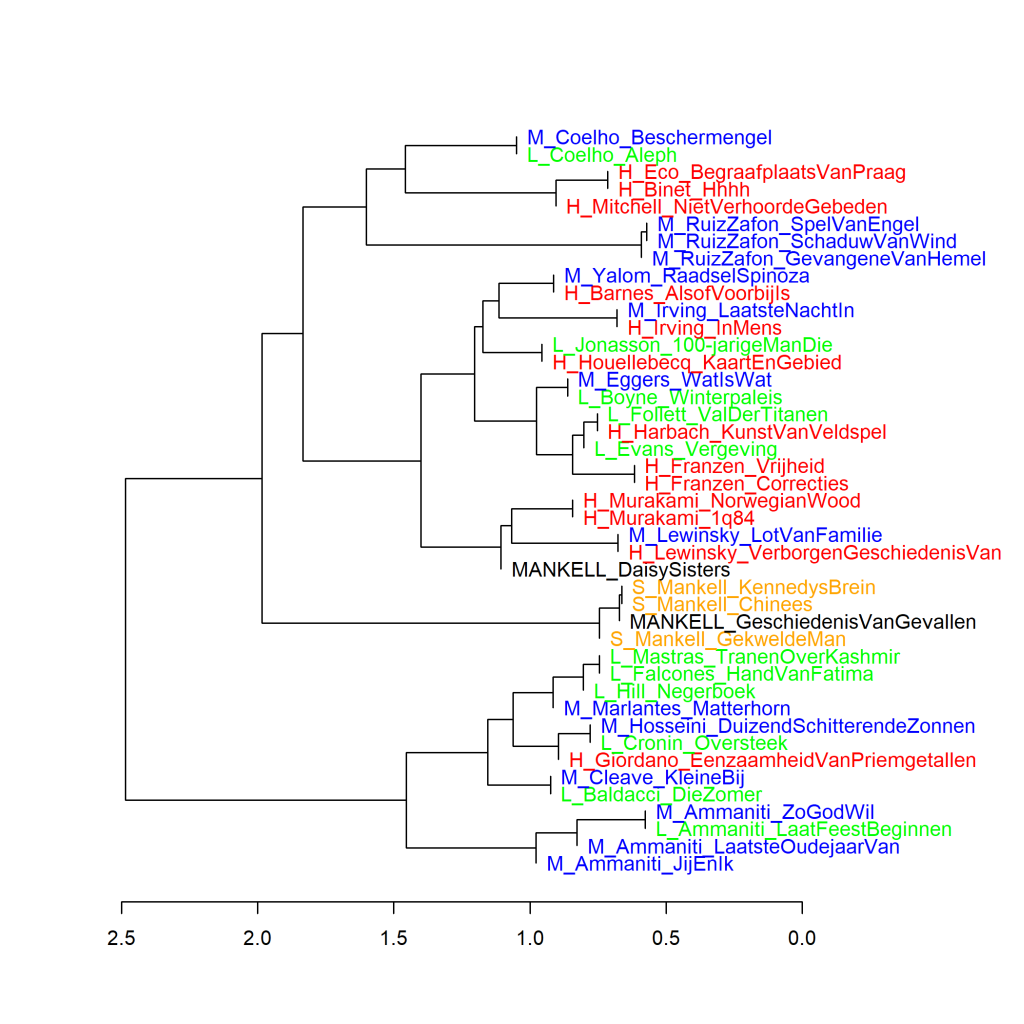 M_Coelho_Beschermengel
L_Coelho_Aleph
H_Eco_BegraafplaatsVanPraag
H_Binet_Hhhh
H_Mitchell_NietVerhoordeGebeden
M_RuizZafon_SpelVanEngel
M_RuizZafon_SchaduwVanWind
M_RuizZafon_GevangeneVanHemel
M_Yalom_RaadselSpinoza
H_Barnes_AlsofVoorbijIs
M_Irving_LaatsteNachtIn
H_Irving_InMens
L_Jonasson_100-jarigeManDie
H_Houellebecq_KaartEnGebied
M_Eggers_WatIsWat
L_Boyne_Winterpaleis
L_Follett_ValDerTitanen
H_Harbach_KunstVanVeldspel
L_Evans_Vergeving
H_Franzen_Vrijheid
H_Franzen_Correcties
H_Murakami_NorwegianWood
H_Murakami_1q84
M_Lewinsky_LotVanFamilie
H_Lewinsky_VerborgenGeschiedenisVan
MANKELL_DaisySisters
S_Mankell_KennedysBrein
S_Mankell_Chinees
MANKELL_GeschiedenisVanGevallen
S_Mankell_GekweldeMan
L_Mastras_TranenOverKashmir
L_Falcones_HandVanFatima
L_Hill_Negerboek
M_Marlantes_Matterhorn
M_Hosseini_DuizendSchitterendeZonnen
L_Cronin_Oversteek
H_Giordano_EenzaamheidVanPriemgetallen
M_Cleave_KleineBij
L_Baldacci_DieZomer
M_Ammaniti_ZoGodWil
L_Ammaniti_LaatFeestBeginnen
M_Ammaniti_LaatsteOudejaarVan
M_Ammaniti_JijEnIk
2.5 2.0 1.5 1.0 0.5 0.0